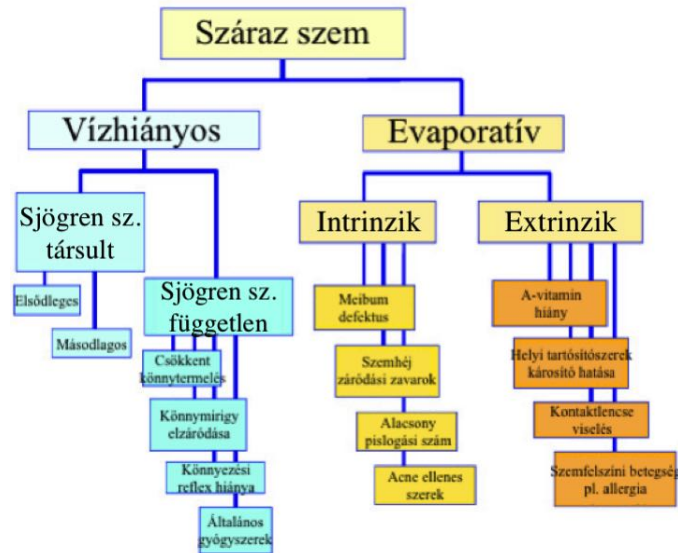 Száraz szem
Vízhiányos
Evaporatív
Sjögren sz.
társult
Elsődleges
Másodlagos
Sjögren sz.
független
Csökkent
könnytermelés
Könnymirigy
elzáródása
Könnyezési
reflex hiánya
Általános
gyógyszerek
Intrinzik
Meibum
defektus
Szemhéj
záródási zavarok
Alacsony
pislogási szám
Acne ellenes
szerek
Extrinzik
A-vitamin
hiány
Helyi tartósítószerek
károsító hatása
Kontaktlencse
viselés
Szemfelszíni betegség
pl. allergia